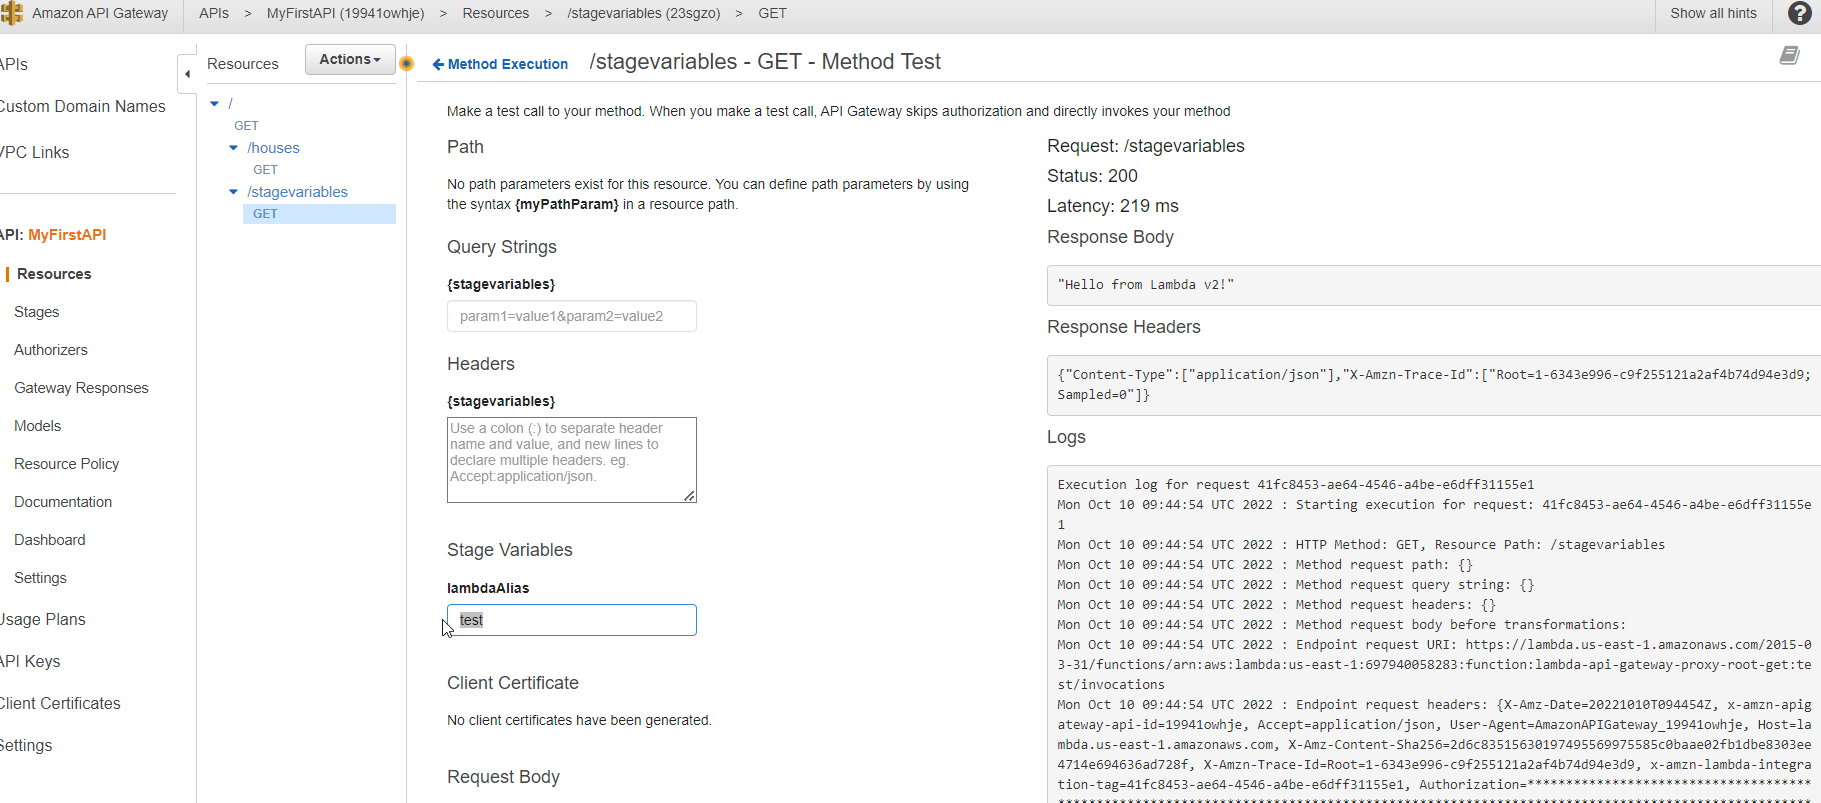 Amazon API Gateway
APIs > MyFirstAPI (19941owhje) > Resources > /stagevariables (23sgzo) > GET
Show all hints
?
APIs
Custom Domain Names
VPC Links
API: MyFirstAPI
Resources
Stages
Authorizers
Gateway Responses
Models
Resource Policy
Documentation
Dashboard
Settings
Usage Plans
API Keys
Client Certificates
Settings
Resources
Actions
/
GET
/houses
GET
/stagevariables
GET
Method Execution
/stagevariables - GET - Method Test
Make a test call to your method. When you make a test call, API Gateway skips authorization and directly invokes your method
Path
No path parameters exist for this resource. You can define path parameters by using
the syntax {myPathParam} in a resource path.
Query Strings
{stagevariables}
param1=value1&param2=value2
Headers
{stagevariables}
Use a colon (:) to separate header
name and value, and new lines to
declare multiple headers. eg.
Accept:application/json.
Stage Variables
lambdaAlias
test
Client Certificate
No client certificates have been generated.
Request Body
Request: /stagevariables
Status: 200
Latency: 219 ms
Response Body
"Hello from Lambda v2!"
Response Headers
{"Content-Type":["application/json"],"X-Amzn-Trace-Id":["Root=1-6343e996-c9f255121a2af4b74d94e3d9;
Sampled=0"]}
Logs
Execution log for request 41fc8453-ae64-4546-a4be-e6dff31155e1
Mon Oct 10 09:44:54 UTC 2022 : Starting execution for request: 41fc8453-ae64-4546-a4be-e6dff31155e
1
Mon Oct 10 09:44:54 UTC 2022 : HTTP Method: GET, Resource Path: /stagevariables
Mon Oct 10 09:44:54 UTC 2022 : Method request path: {}
Mon Oct 10 09:44:54 UTC 2022 : Method request query string: {}
Mon Oct 10 09:44:54 UTC 2022 : Method request headers: {}
Mon Oct 10 09:44:54 UTC 2022 : Method request body before transformations:
Mon Oct 10 09:44:54 UTC 2022 : Endpoint request URI: https://lambda.us-east-1.amazonaws.com/2015-0
3-31/functions/arn:aws:lambda:us-east-1:697940058283:function:lambda-api-gateway-proxy-root-get:te
st/invocations
Mon Oct 10 09:44:54 UTC 2022 : Endpoint request headers: {X-Amz-Date=20221010T094454Z, x-amzn-apig
ateway-api-id=19941owhje, Accept=application/json, User-Agent=AmazonAPIGateway_19941owhje, Host=la
mbda.us-east-1.amazonaws.com, X-Amz-Content-Sha256=2d6c83515630197495569975585c0baae02fb1dbe8303ee
4714e694636ad728f, X-Amzn-Trace-Id=Root=1-6343e996-c9f255121a2af4b74d94e3d9, x-amzn-lambda-integra
tion-tag=41fc8453-ae64-4546-a4be-e6dff31155e1, Authorization=*************************************